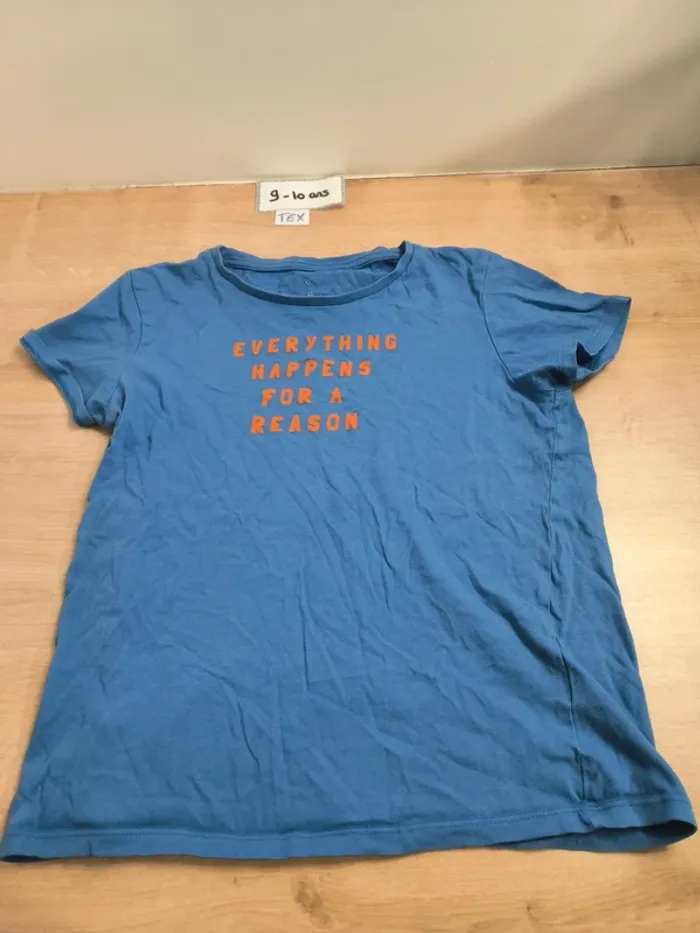 9-10 ans
TEX
EVERYTHING
HAPPENS
FOR A
REASON